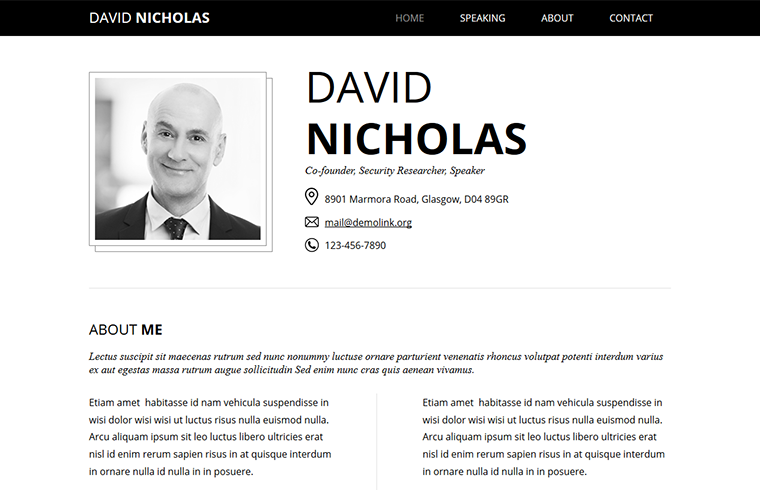 DAVID NICHOLAS
HOME SPEAKING ABOUT CONTACT
DAVID
NICHOLAS
Co-founder, Security Researcher, Speaker
8901 Marmora Road, Glasgow, D04 89GR
mail@demolink.org
123-456-7890
ABOUT ME
Lectus suscipit sit maecenas rutrum sed nunc nonummy luctuse ornare parturient venenatis rhoncus volutpat potenti interdum varius
ex aut egestas massa rutrum augue sollicitudin Sed enim nunc cras quis aenean vivamus.
Etiam amet habitasse id nam vehicula suspendisse in
wisi dolor wisi wisi ut luctus risus nulla euismod nulla.
Arcu aliquam ipsum sit leo luctus libero ultricies erat
nisl id enim rerum sapien risus in at quisque interdum
in ornare nulla id nulla in in posuere.
Etiam amet habitasse id nam vehicula suspendisse in
wisi dolor wisi wisi ut luctus risus nulla euismod nulla.
Arcu aliquam ipsum sit leo luctus libero ultricies erat
nisl id enim rerum sapien risus in at quisque interdum
in ornare nulla id nulla in in posuere.